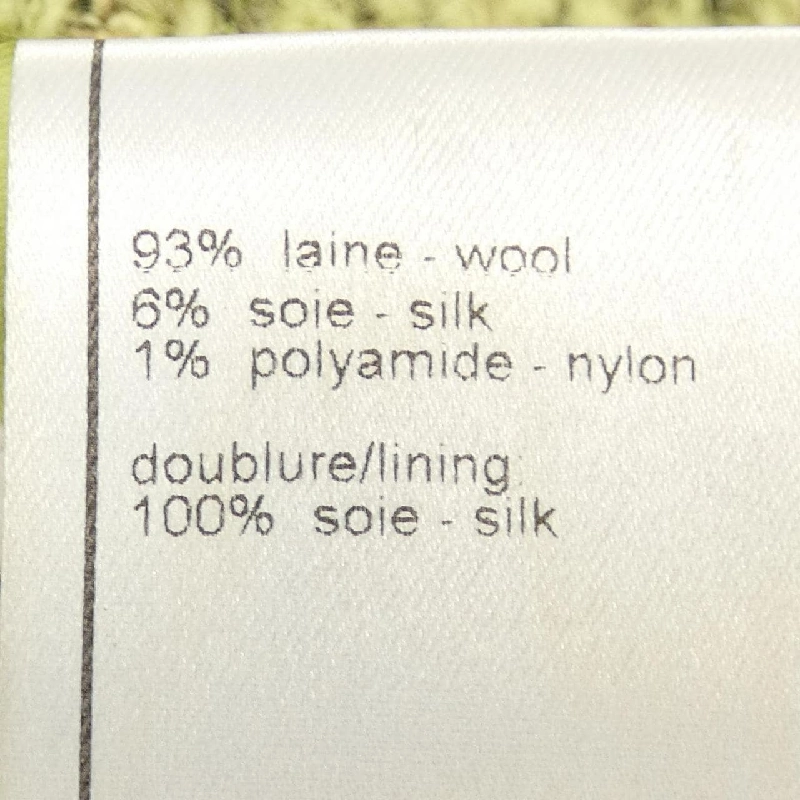 93% laine - wool
6% soie - silk
1% polyamide - nylon
doublure/lining:
100% soie - silk